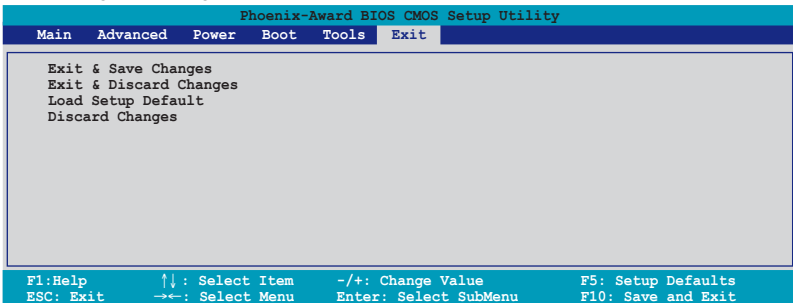 Phoenix-Award BIOS CMOS Setup Utility
Main Advanced Power Boot Tools Exit
Exit & Save Changes
Exit & Discard Changes
Load Setup Default
Discard Changes
F1:Help ↑↓: Select Item -/+: Change Value F5: Setup Defaults
ESC: Exit →←: Select Menu Enter: Select SubMenu F10: Save and Exit